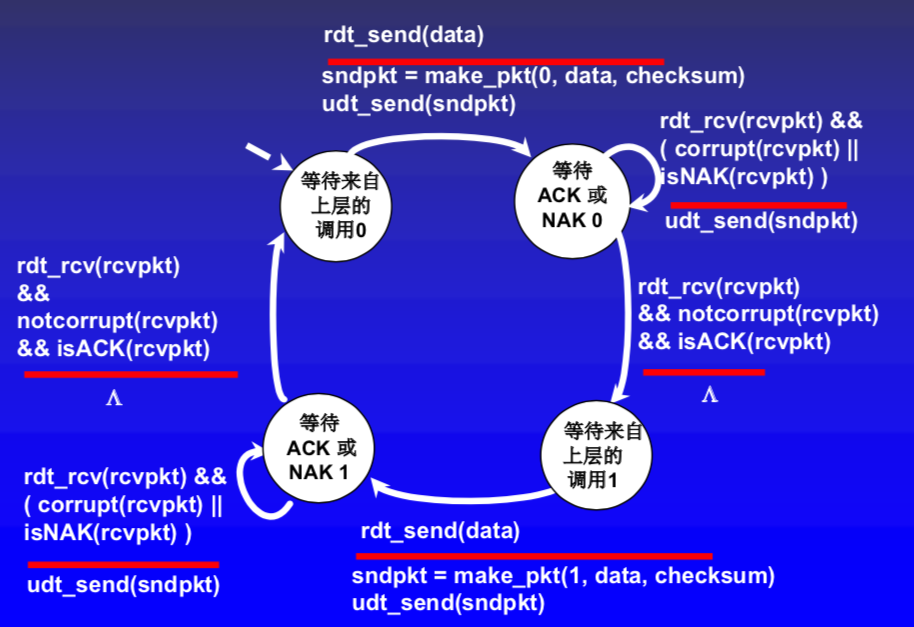 rdt_send(data)
sndpkt = make_pkt(0, data, checksum)
udt_send(sndpkt)
rdt_rcv(rcvpkt) &&
( corrupt(rcvpkt) ||
isNAK(rcvpkt) )
udt_send(sndpkt)
等待来自
上层的
调用0
等待
ACK 或
NAK 0
rdt_rcv(rcvpkt)
&&
notcorrupt(rcvpkt)
&& isACK(rcvpkt)
Λ
rdt_rcv(rcvpkt)
&& notcorrupt(rcvpkt)
&& isACK(rcvpkt)
Λ
等待
ACK 或
NAK 1
等待来自
上层的
调用1
rdt_rcv(rcvpkt) &&
( corrupt(rcvpkt) ||
isNAK(rcvpkt) )
udt_send(sndpkt)
rdt_send(data)
sndpkt = make_pkt(1, data, checksum)
udt_send(sndpkt)